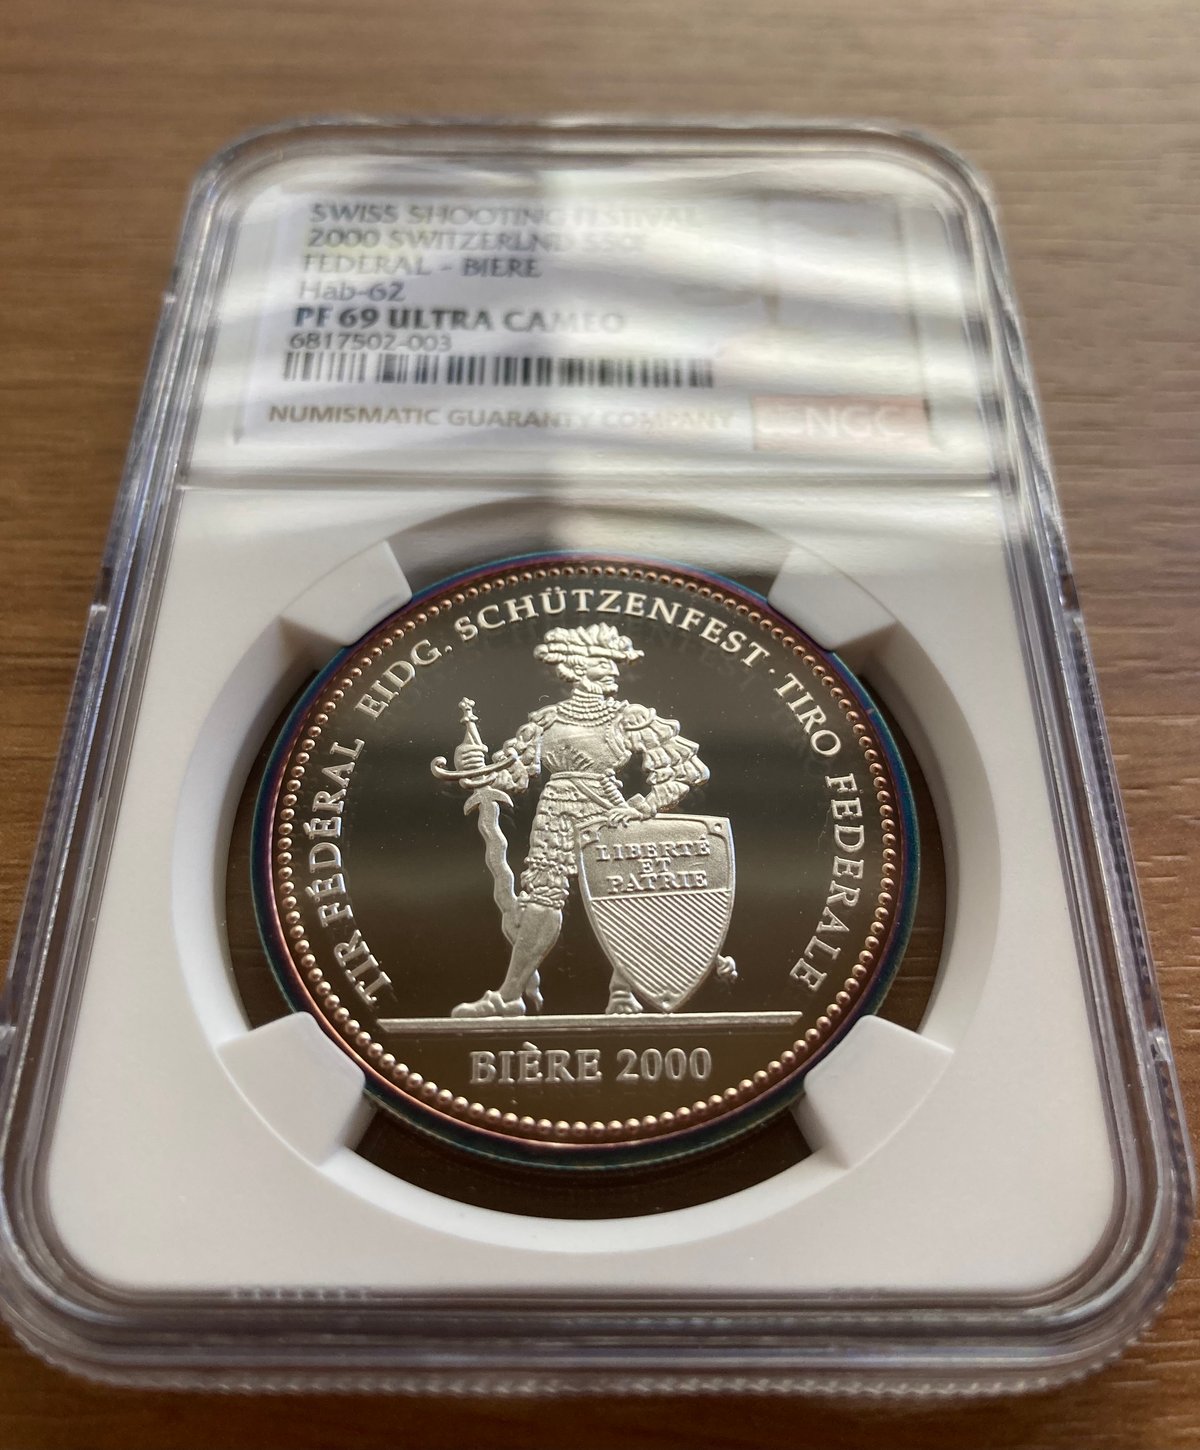 SWISS SHOOTING FESTIVAL
2000 SWITZERLND S50F
FEDERAL - BIERE
Hab-62
PF 69 ULTRA CAMEO
6817502-003
NUMISMATIC GUARANTY COMPANY NGC
TIR FÉDÉRAL EIDG. SCHÜTZENFEST · TIRO FEDERALE
LIBERTÉ
ET
PATRIE
BIÈRE 2000